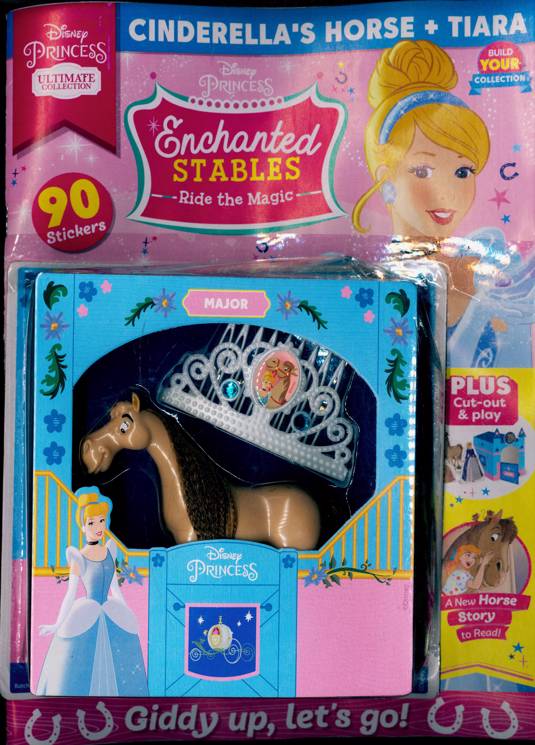 Disney
PRINCESS
ULTIMATE
COLLECTION
CINDERELLA'S HORSE + TIARA
BUILD
YOUR
COLLECTION
Disney
PRINCESS
Enchanted
STABLES
Ride the Magic
90
Stickers
MAJOR
PLUS
Cut-out
& play
Disney
PRINCESS
A New Horse
Story
to Read!
Giddy up, let's go!